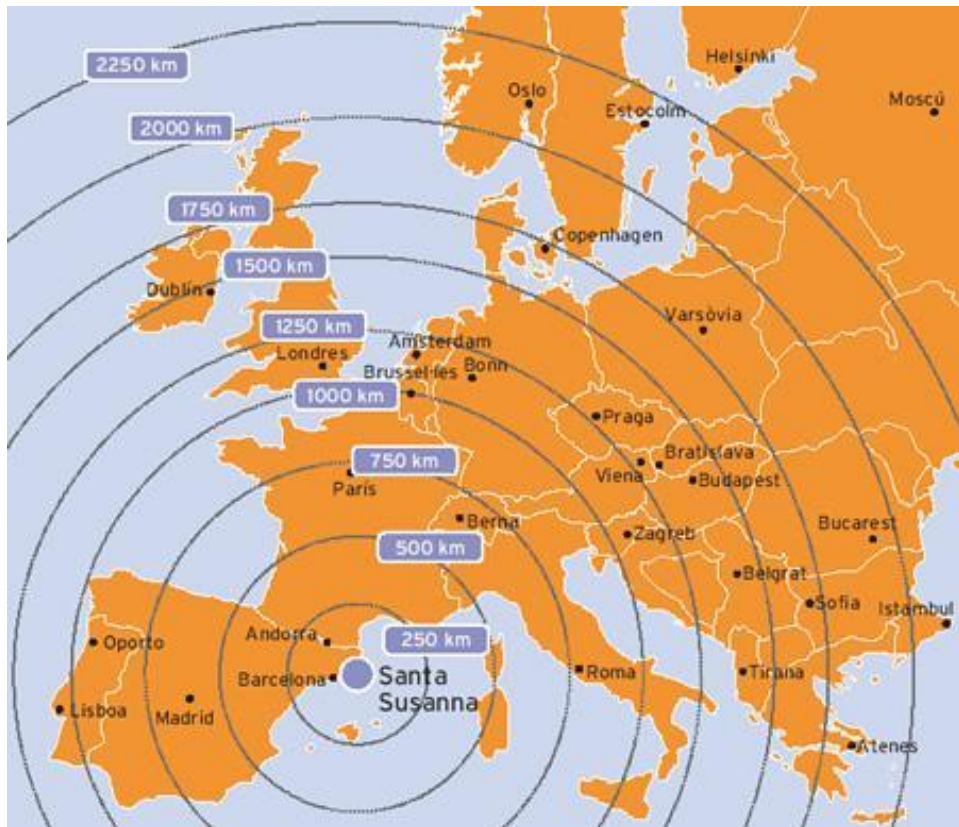 2250 km
Helsinki
Oslo
Moscú
Estocolm
2000 km
1750 km
Copenhagen
1500 km
Dublín
1250 km
Varsòvia
Amsterdam
Londres
Brussel·les
Bonn
1000 km
Praga
750 km
Bratislava
Viena
Budapest
París
Berna
Bucarest
Zagreb
500 km
Belgrat
Sofia
Istambul
Oporto
Andorra
250 km
Barcelona
Santa
Susanna
Roma
Tirana
Lisboa
Madrid
Atenes